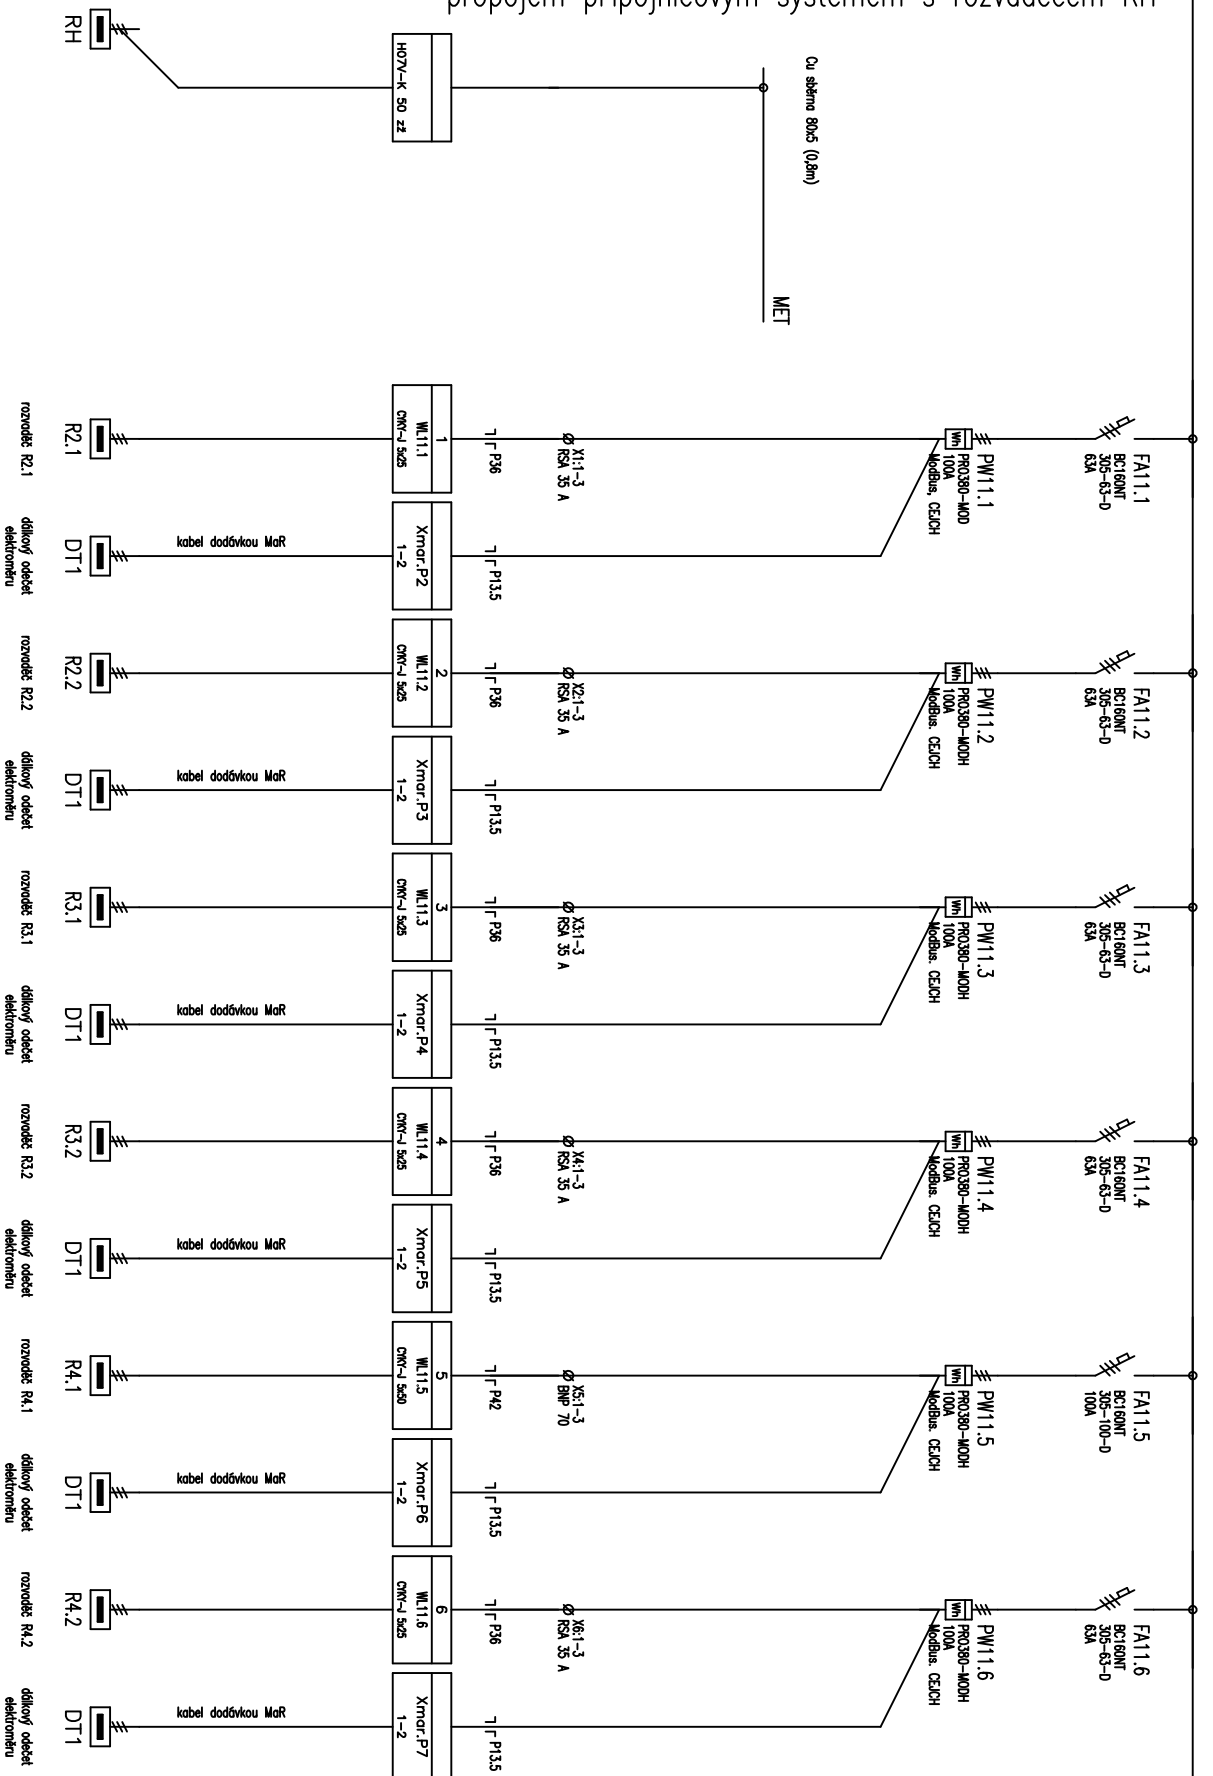 propojení přípojnicovým systémem s rozvaděčem RH
RH
H07V-K 50 zž
Cu sběrna 80x5 (0,8m)
MET
FA11.1
BC160NT
305-63-D
63A
PW11.1
PRO380-MOD
100A
ModBus, CEJCH
X1:1-3
RSA 35 A
P36
P13.5
1
WL11.1
CYKY-J 5x25
Xmar.P2
1-2
kabel dodávkou MaR
R2.1
DT1
rozvaděč R2.1
dálkový odečet
elektroměru
FA11.2
BC160NT
305-63-D
63A
PW11.2
PRO380-MODH
100A
ModBus. CEJCH
X2:1-3
RSA 35 A
P36
P13.5
2
WL11.2
CYKY-J 5x25
Xmar.P3
1-2
kabel dodávkou MaR
R2.2
DT1
rozvaděč R2.2
dálkový odečet
elektroměru
FA11.3
BC160NT
305-63-D
63A
PW11.3
PRO380-MODH
100A
ModBus. CEJCH
X3:1-3
RSA 35 A
P36
P13.5
3
WL11.3
CYKY-J 5x25
Xmar.P4
1-2
kabel dodávkou MaR
R3.1
DT1
rozvaděč R3.1
dálkový odečet
elektroměru
FA11.4
BC160NT
305-63-D
63A
PW11.4
PRO380-MODH
100A
ModBus. CEJCH
X4:1-3
RSA 35 A
P36
P13.5
4
WL11.4
CYKY-J 5x25
Xmar.P5
1-2
kabel dodávkou MaR
R3.2
DT1
rozvaděč R3.2
dálkový odečet
elektroměru
FA11.5
BC160NT
305-100-D
100A
PW11.5
PRO380-MODH
100A
ModBus. CEJCH
X5:1-3
BNP 70
P42
P13.5
5
WL11.5
CYKY-J 5x50
Xmar.P6
1-2
kabel dodávkou MaR
R4.1
DT1
rozvaděč R4.1
dálkový odečet
elektroměru
FA11.6
BC160NT
305-63-D
63A
PW11.6
PRO380-MODH
100A
ModBus. CEJCH
X6:1-3
RSA 35 A
P36
P13.5
6
WL11.6
CYKY-J 5x25
Xmar.P7
1-2
kabel dodávkou MaR
R4.2
DT1
rozvaděč R4.2
dálkový odečet
elektroměru